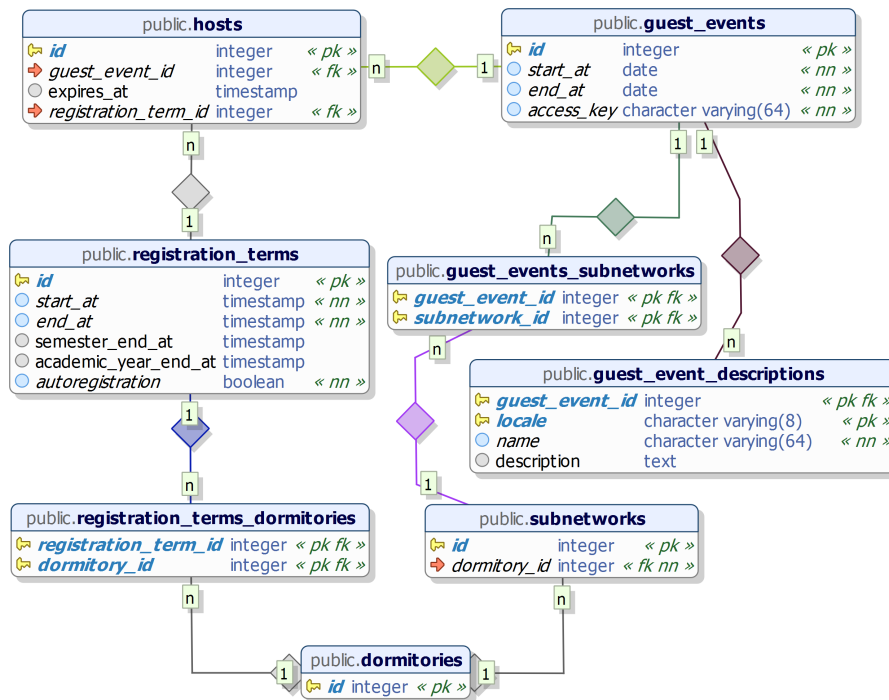 public.hosts
id integer « pk »
guest_event_id integer « fk »
expires_at timestamp
registration_term_id integer « fk »
n
1
public.guest_events
id integer « pk »
start_at date « nn »
end_at date « nn »
access_key character varying(64) « nn »
n
1
1
1
n
public.registration_terms
id integer « pk »
start_at timestamp « nn »
end_at timestamp « nn »
semester_end_at timestamp
academic_year_end_at timestamp
autoregistration boolean « nn »
public.guest_events_subnetworks
guest_event_id integer « pk fk »
subnetwork_id integer « pk fk »
n
n
public.guest_event_descriptions
guest_event_id integer « pk fk »
locale character varying(8) « pk »
name character varying(64) « nn »
description text
1
n
1
public.registration_terms_dormitories
registration_term_id integer « pk fk »
dormitory_id integer « pk fk »
public.subnetworks
id integer « pk »
dormitory_id integer « fk nn »
n
n
1
1
public.dormitories
id integer « pk »